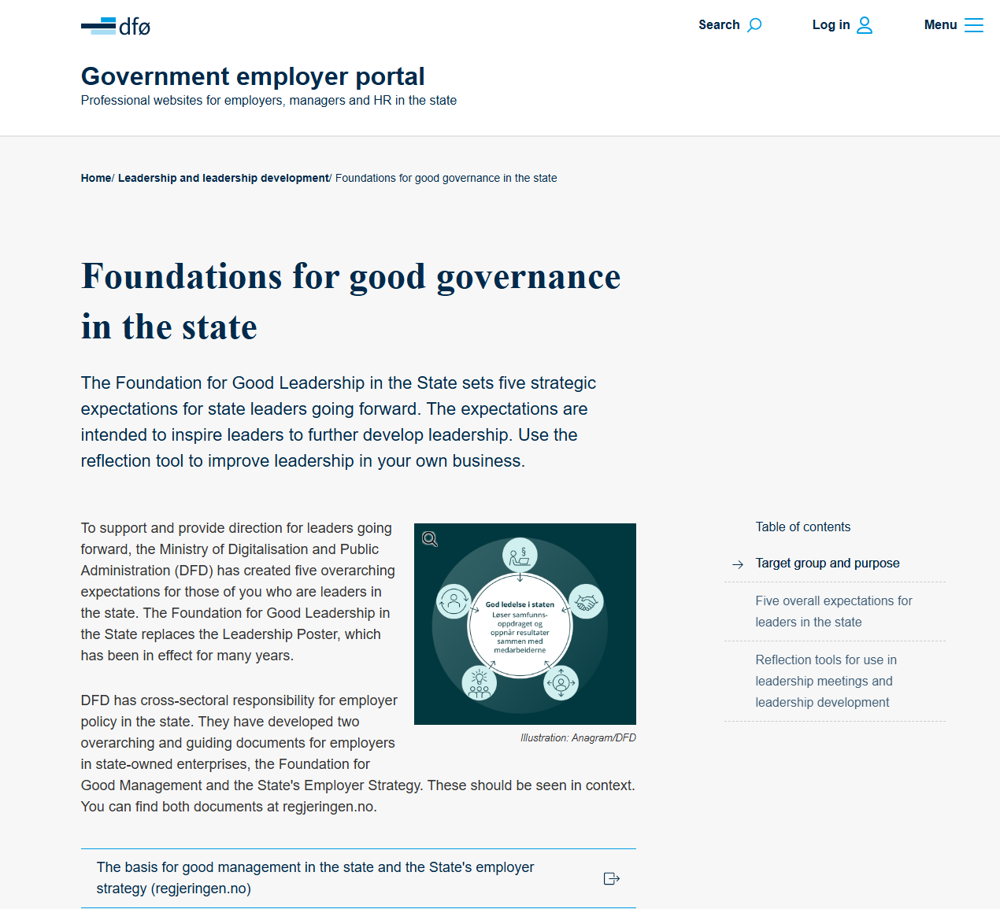 dfø
Search
Log in
Menu
Government employer portal
Professional websites for employers, managers and HR in the state
Home/ Leadership and leadership development/ Foundations for good governance in the state
Foundations for good governance
in the state
The Foundation for Good Leadership in the State sets five strategic
expectations for state leaders going forward. The expectations are
intended to inspire leaders to further develop leadership. Use the
reflection tool to improve leadership in your own business.
To support and provide direction for leaders going
forward, the Ministry of Digitalisation and Public
Administration (DFD) has created five overarching
expectations for those of you who are leaders in
the state. The Foundation for Good Leadership in
the State replaces the Leadership Poster, which
has been in effect for many years.
§
God ledelse i staten
Løser samfunns-
oppdraget og
oppnår resultater
sammen med
medarbeiderne
Illustration: Anagram/DFD
DFD has cross-sectoral responsibility for employer
policy in the state. They have developed two
overarching and guiding documents for employers
in state-owned enterprises, the Foundation for
Good Management and the State's Employer Strategy. These should be seen in context.
You can find both documents at regjeringen.no.
The basis for good management in the state and the State's employer
strategy (regjeringen.no)
Table of contents
Target group and purpose
Five overall expectations for
leaders in the state
Reflection tools for use in
leadership meetings and
leadership development